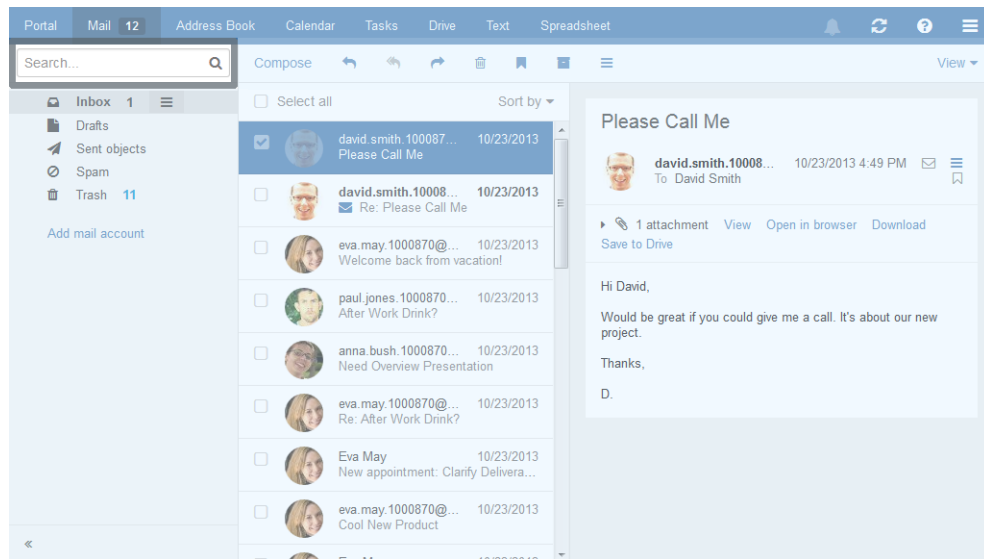 Portal Mail 12 Address Book Calendar Tasks Drive Text Spreadsheet
Search...
Compose
View
Inbox 1
Drafts
Sent objects
Spam
Trash 11
Add mail account
Select all Sort by
david.smith.100087... 10/23/2013
Please Call Me
david.smith.10008... 10/23/2013
Re: Please Call Me
eva.may.1000870@... 10/23/2013
Welcome back from vacation!
paul.jones.1000870... 10/23/2013
After Work Drink?
anna.bush.1000870... 10/23/2013
Need Overview Presentation
eva.may.1000870@... 10/23/2013
Re: After Work Drink?
Eva May 10/23/2013
New appointment: Clarify Delivera...
eva.may.1000870@... 10/23/2013
Cool New Product
Please Call Me
david.smith.10008... 10/23/2013 4:49 PM
To David Smith
1 attachment View Open in browser Download
Save to Drive
Hi David,
Would be great if you could give me a call. It's about our new
project.
Thanks,
D.